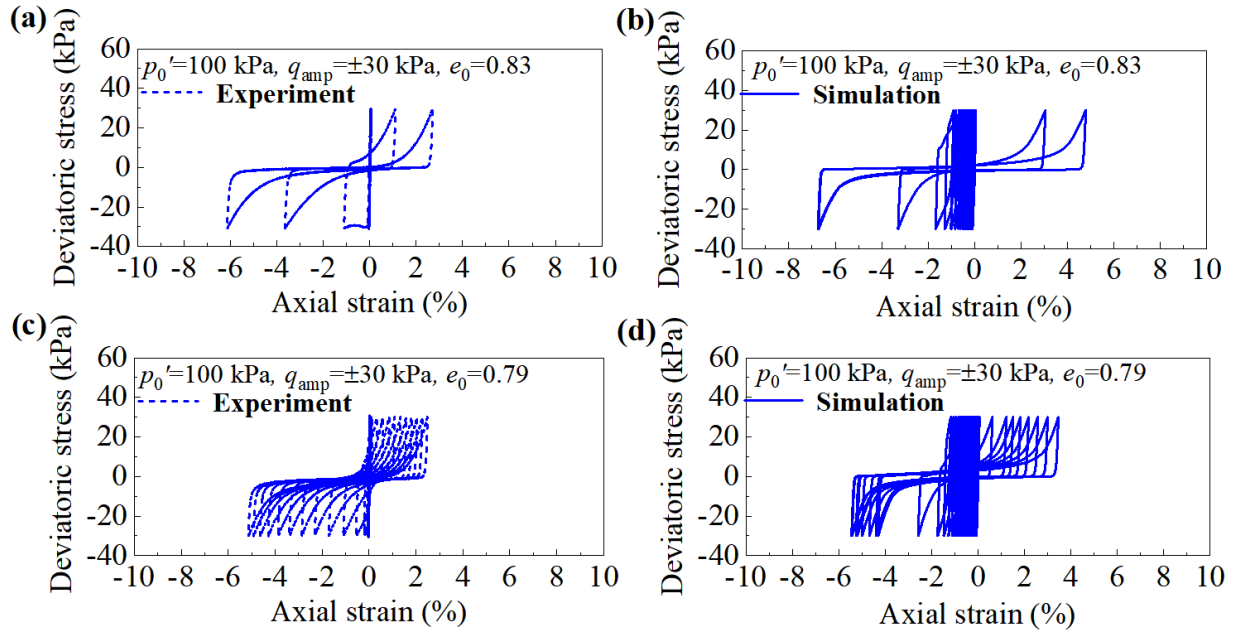 (a)
Deviatoric stress (kPa)
60
40
20
0
-20
-40
p0′=100 kPa, qamp=±30 kPa, e0=0.83
Experiment
-10 -8 -6 -4 -2 0 2 4 6 8 10
Axial strain (%)
(b)
Deviatoric stress (kPa)
60
40
20
0
-20
-40
p0′=100 kPa, qamp=±30 kPa, e0=0.83
Simulation
-10 -8 -6 -4 -2 0 2 4 6 8 10
Axial strain (%)
(c)
Deviatoric stress (kPa)
60
40
20
0
-20
-40
p0′=100 kPa, qamp=±30 kPa, e0=0.79
Experiment
-10 -8 -6 -4 -2 0 2 4 6 8 10
Axial strain (%)
(d)
Deviatoric stress (kPa)
60
40
20
0
-20
-40
p0′=100 kPa, qamp=±30 kPa, e0=0.79
Simulation
-10 -8 -6 -4 -2 0 2 4 6 8 10
Axial strain (%)